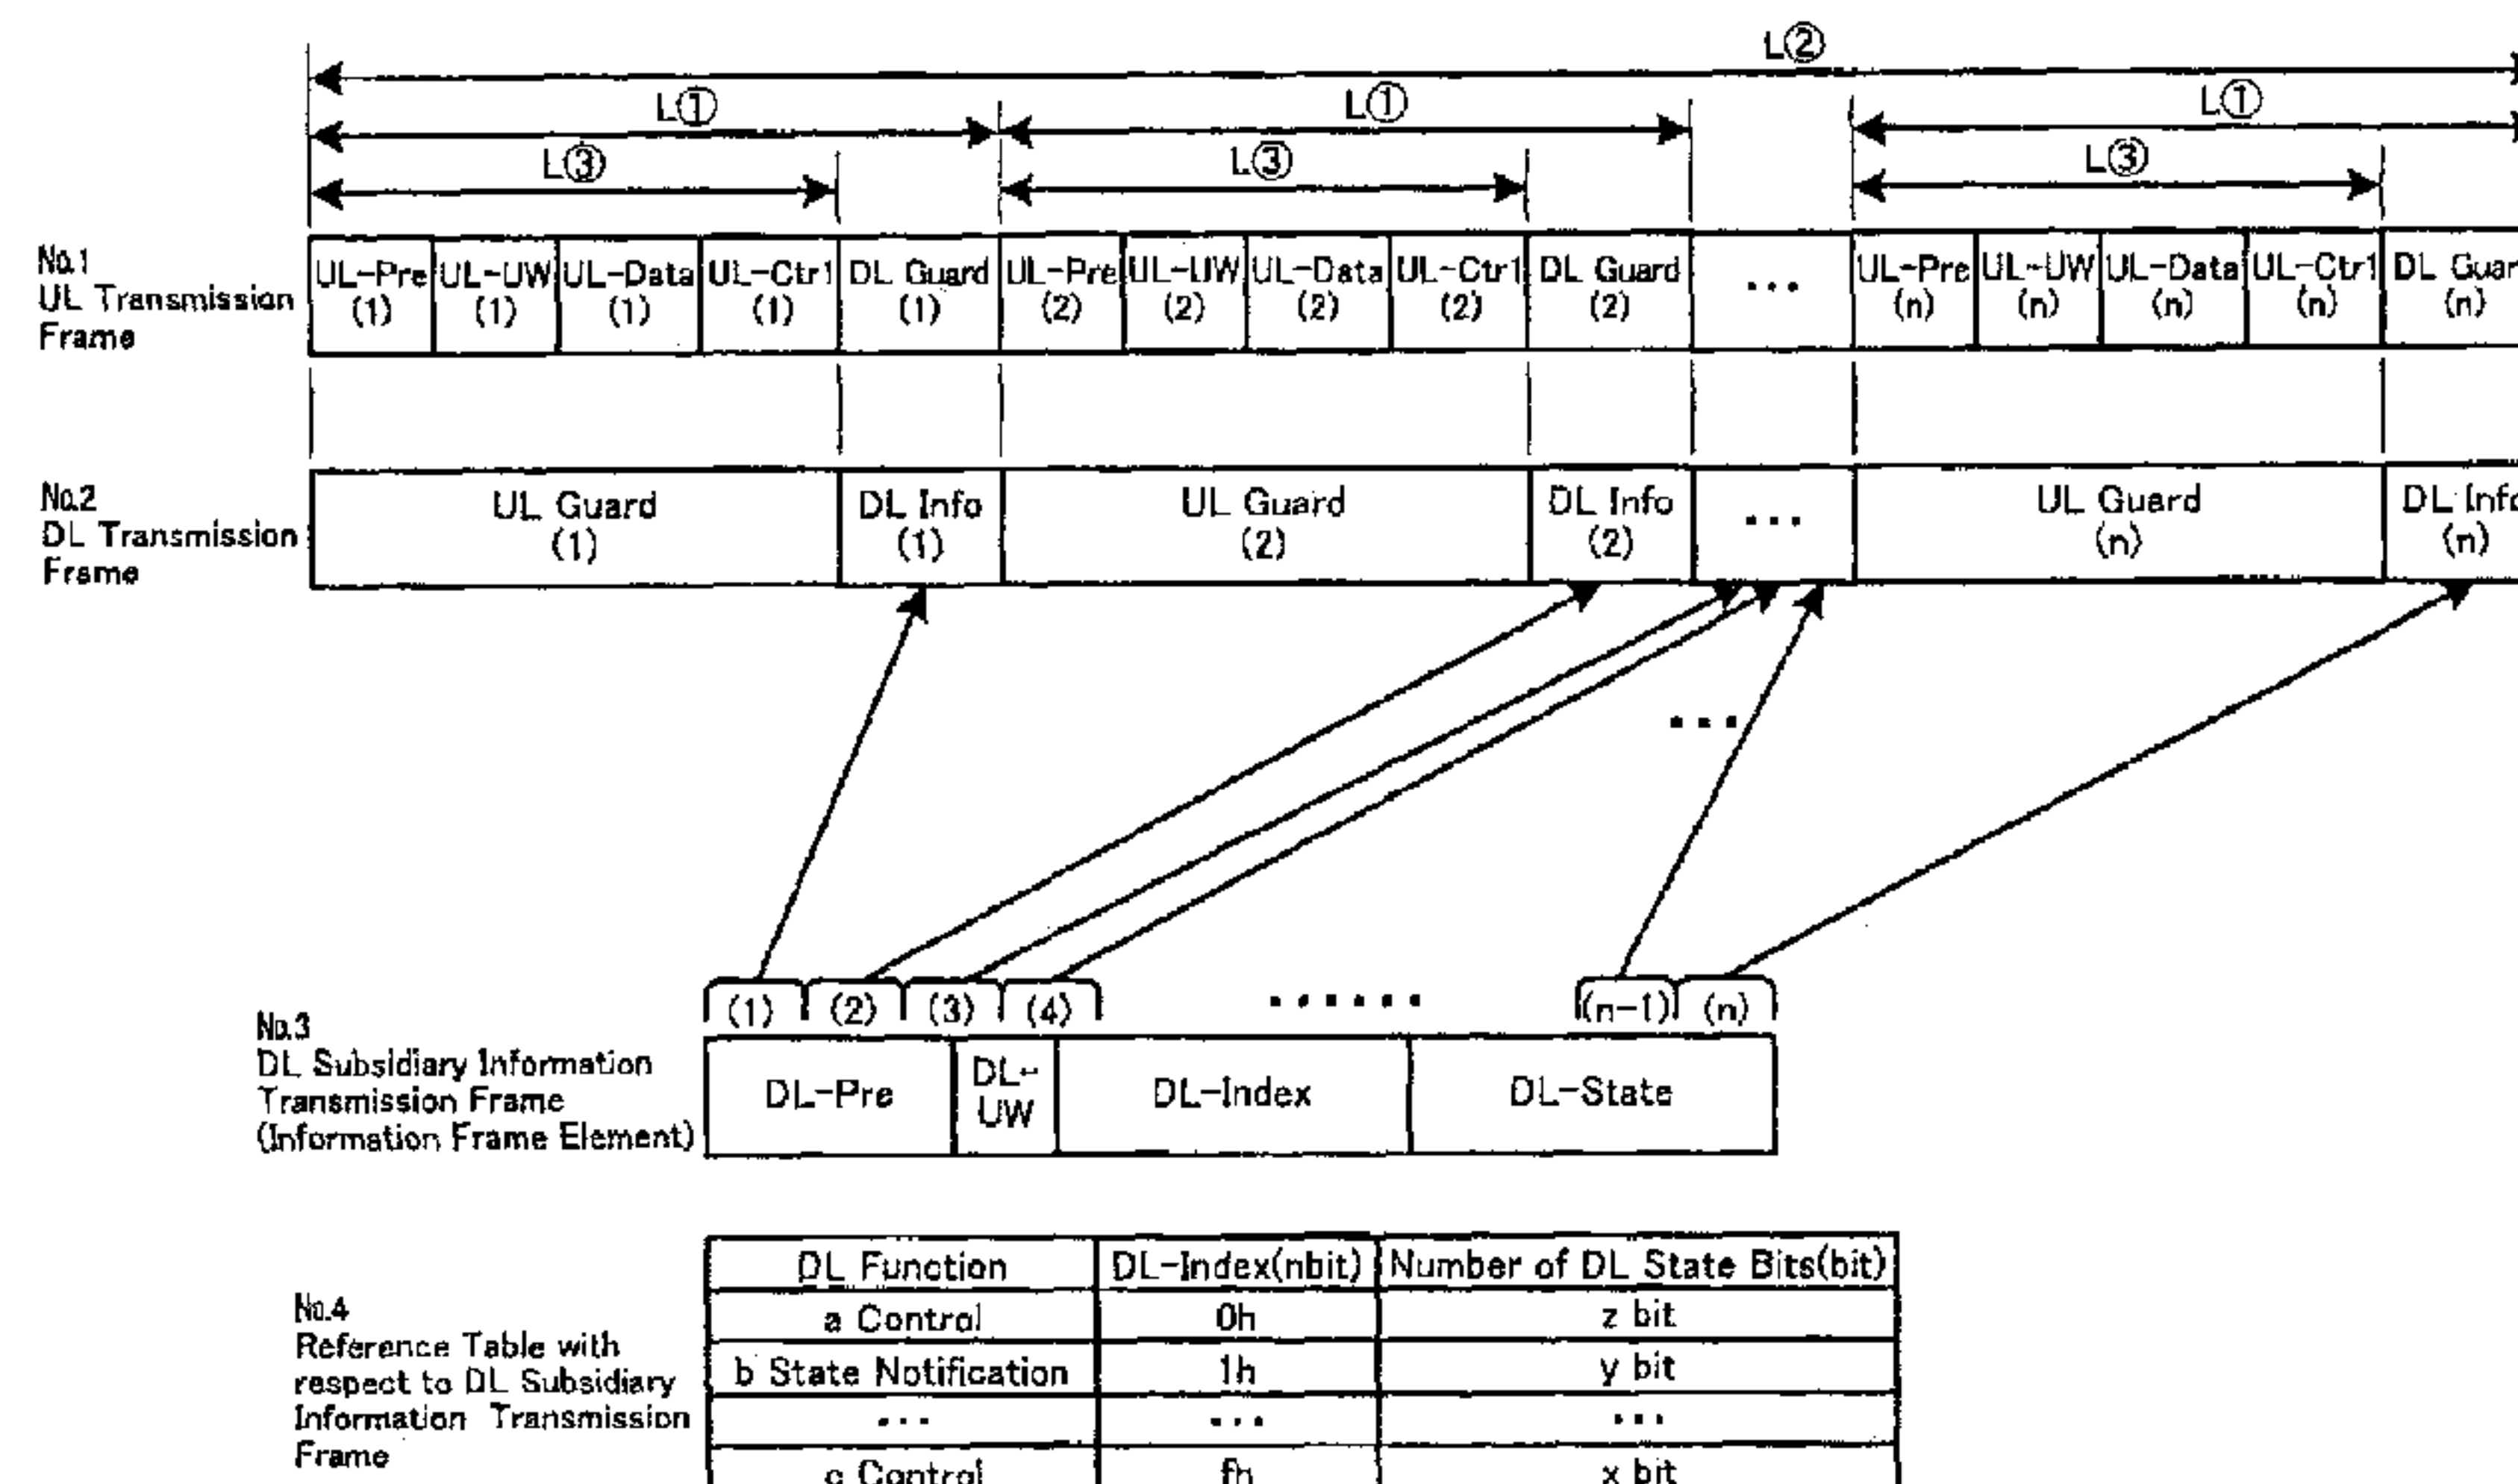 L②
L① L① L①
L③ L③ L③
No.1
UL Transmission
Frame
UL-Pre UL-UW UL-Data UL-Ctrl DL Guard UL-Pre UL-UW UL-Data UL-Ctrl DL Guard ... UL-Pre UL-UW UL-Data UL-Ctrl DL
(1) (1) (1) (1) (1) (2) (2) (2) (2) (2) (n) (n) (n) (n) (n)
No.2
DL Transmission
Frame
UL Guard DL Info UL Guard DL Info ... UL Guard DL
(1) (1) (2) (2) (n) (n)
...
(1) (2) (3) (4) ...... (n-1) (n)
No.3
DL Subsidiary Information
Transmission Frame
(Information Frame Element)
DL-Pre DL-UW DL-Index DL-State
DL Function DL-Index(nbit) Number of DL State Bits(bit)
a Control 0h z bit
b State Notification 1h y bit
... ... ...
c Control fh x bit
No.4
Reference Table with
respect to DL Subsidiary
Information Transmission
Frame